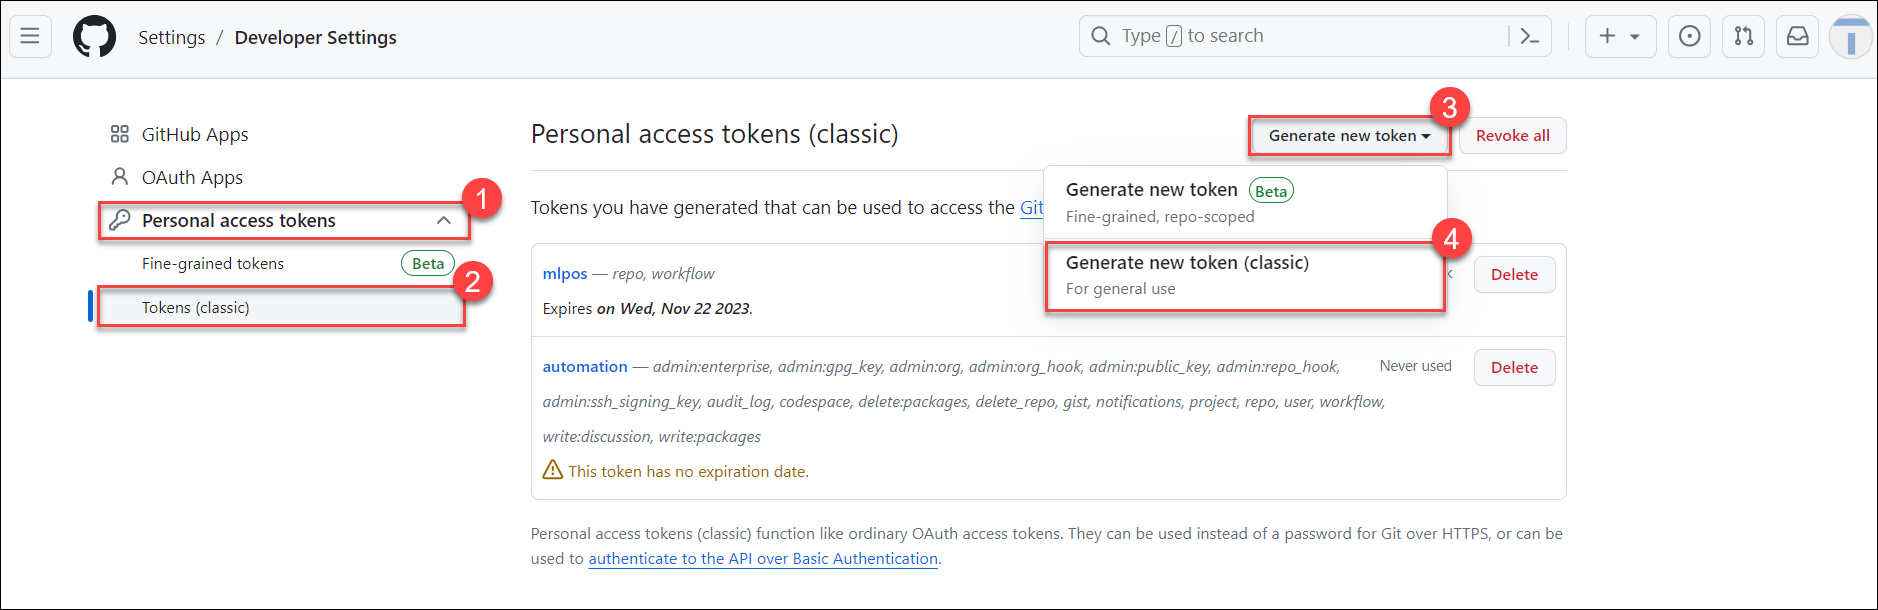 Settings / Developer Settings
Type / to search
GitHub Apps
OAuth Apps
Personal access tokens
1
Fine-grained tokens Beta
2
Tokens (classic)
Personal access tokens (classic)
Generate new token
3
Revoke all
Generate new token Beta
Fine-grained, repo-scoped
4
Generate new token (classic)
For general use
Tokens you have generated that can be used to access the Git
mlpos — repo, workflow
Delete
Expires on Wed, Nov 22 2023.
automation — admin:enterprise, admin:gpg_key, admin:org, admin:org_hook, admin:public_key, admin:repo_hook,
Never used
Delete
admin:ssh_signing_key, audit_log, codespace, delete:packages, delete_repo, gist, notifications, project, repo, user, workflow,
write:discussion, write:packages
This token has no expiration date.
Personal access tokens (classic) function like ordinary OAuth access tokens. They can be used instead of a password for Git over HTTPS, or can be
used to authenticate to the API over Basic Authentication.